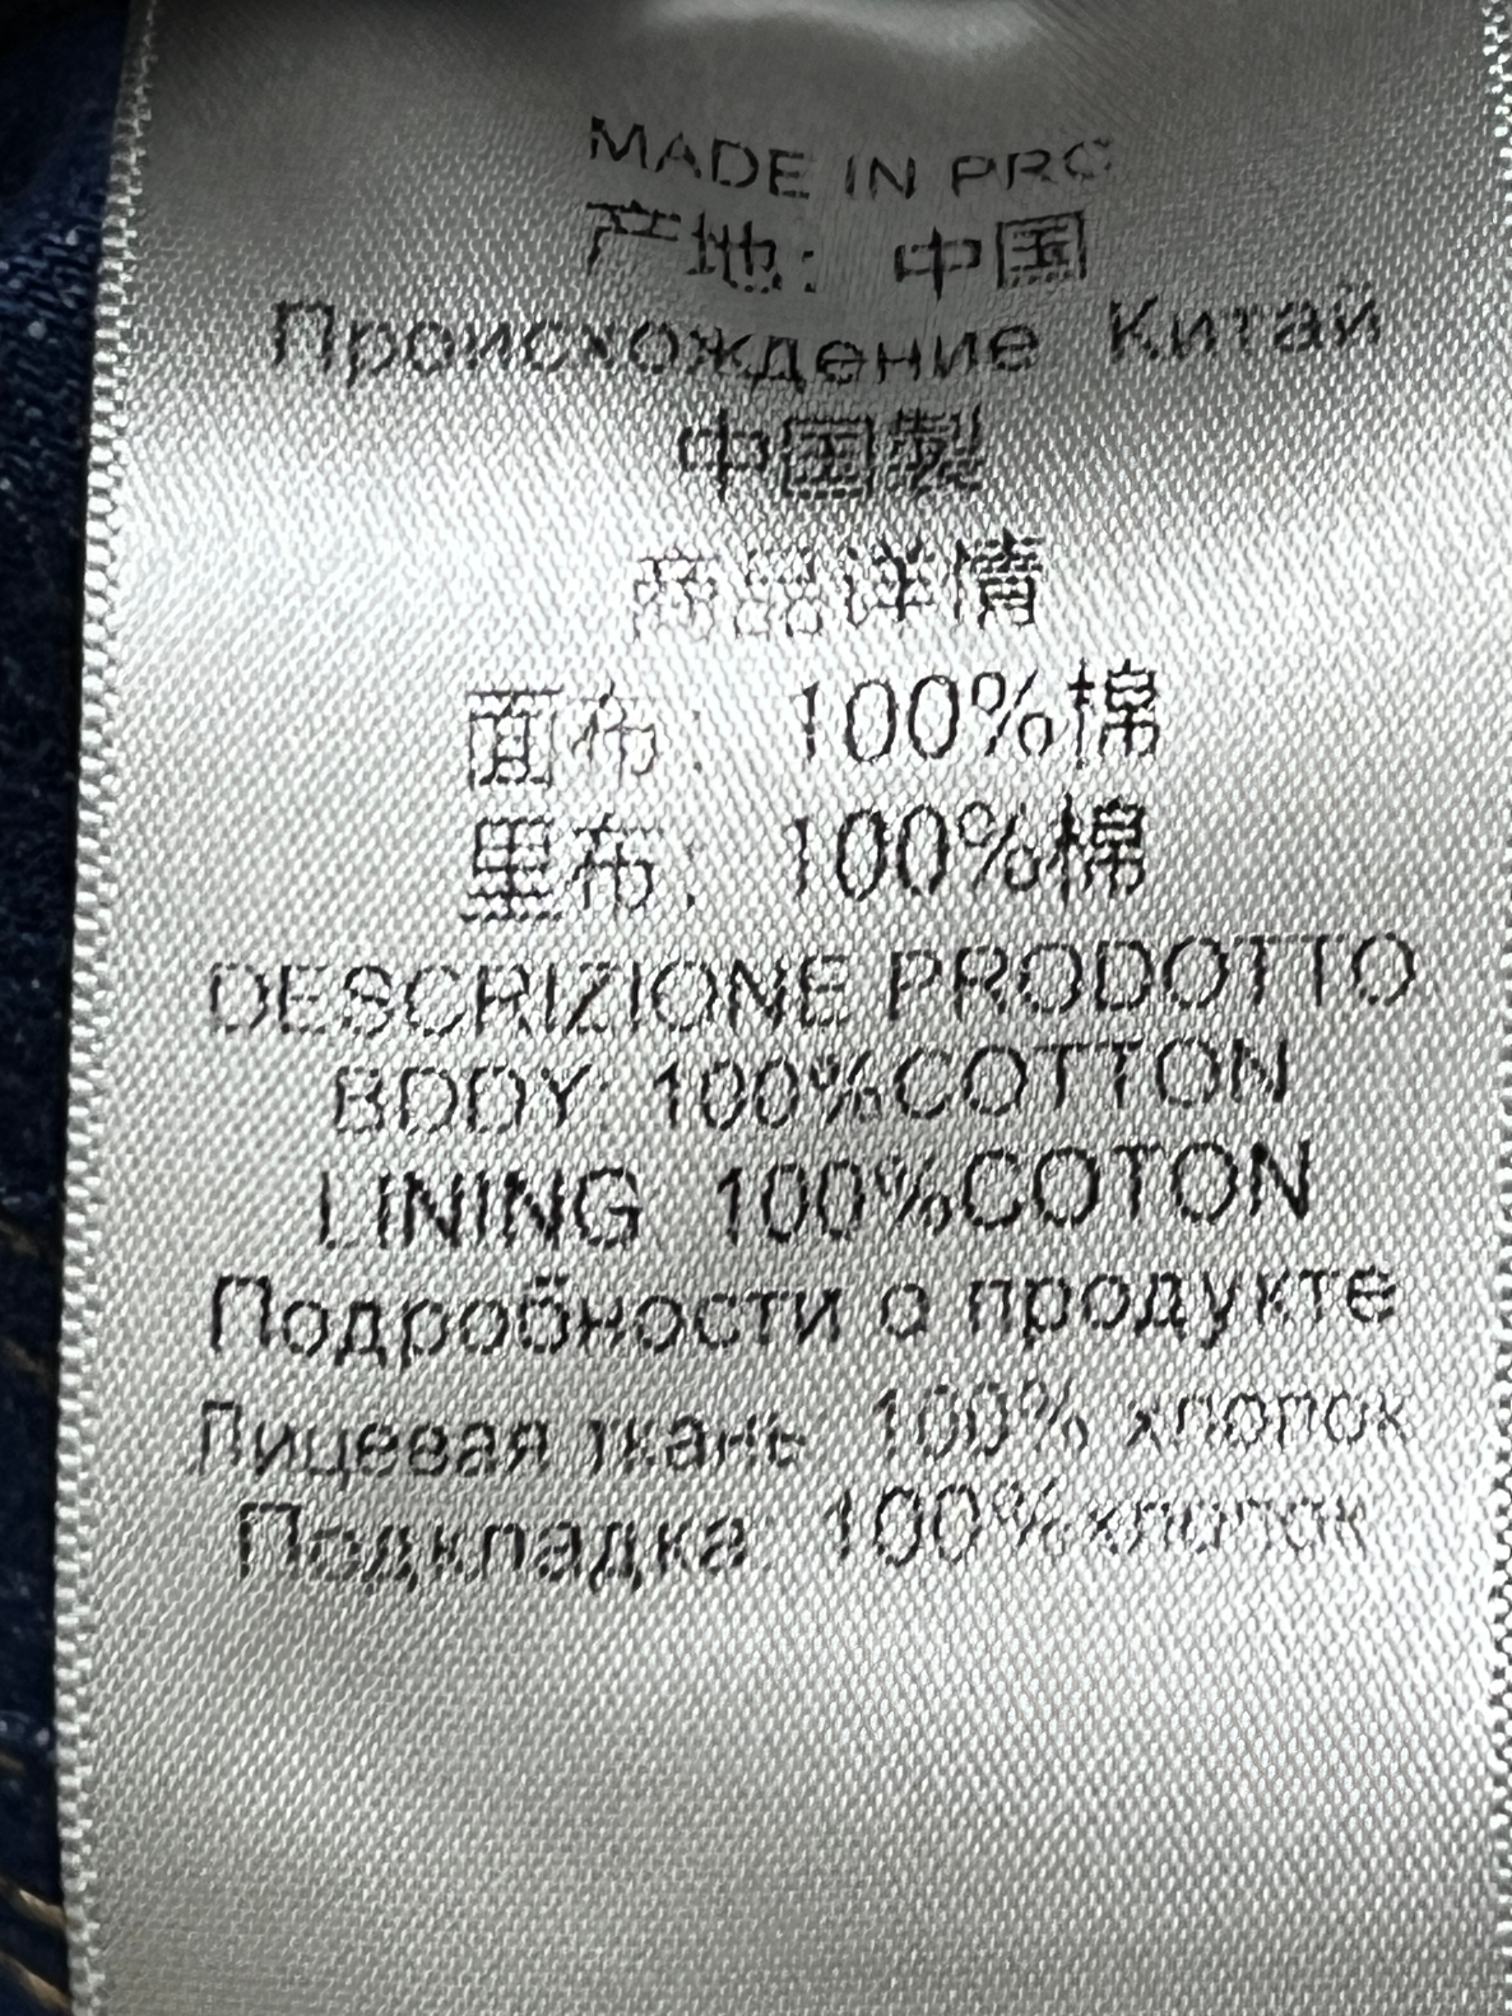 MADE IN PRC
产地: 中国
Происхождение Китай
中国製
商品详情
面布: 100%棉
里布: 100%棉
DESCRIZIONE PRODOTTO
BODY: 100%COTTON
LINING 100%COTON
Подробности о продукте
Лицевая ткань 100% хлопок
Подкладка: 100% хлопок